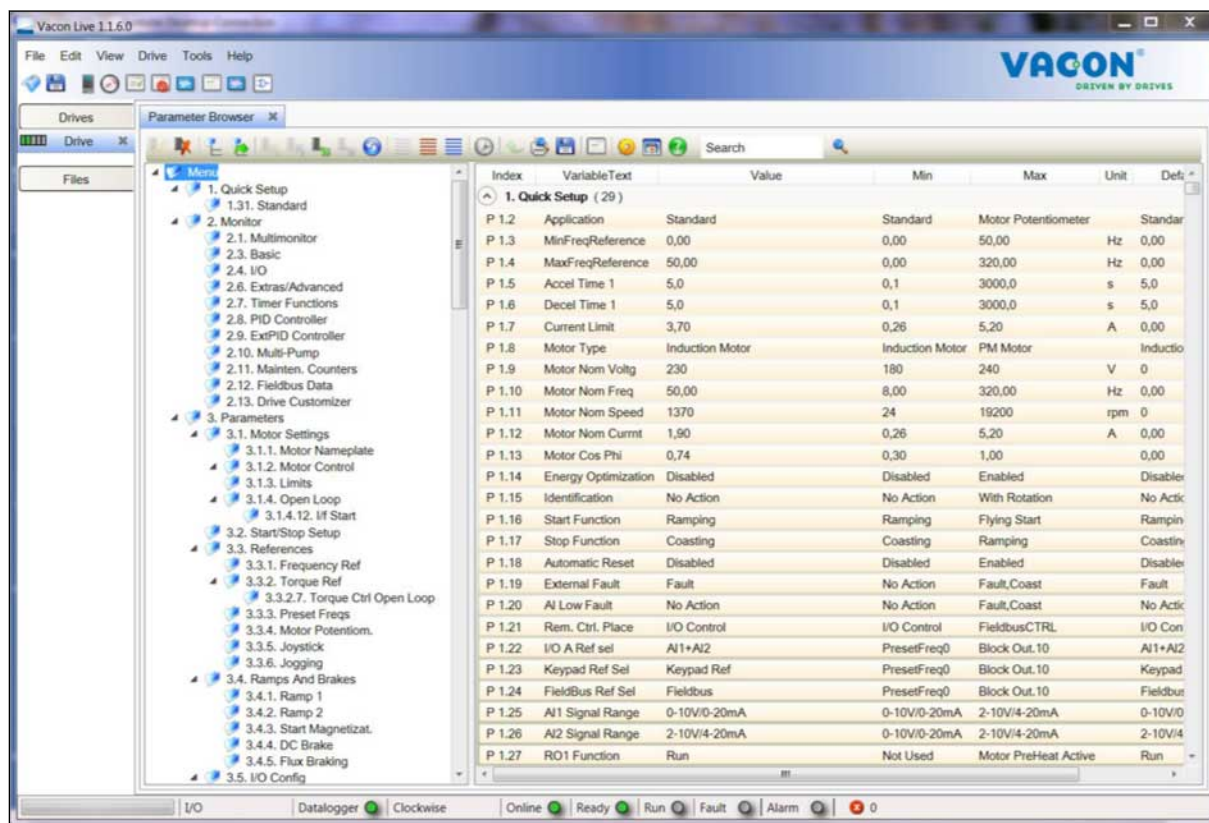 Vacon Live 1.1.6.0
File Edit View Drive Tools Help
VACON®
DRIVEN BY DRIVES
Drives
Drive
Files
Parameter Browser
Search
Menu
1. Quick Setup
1.31. Standard
2. Monitor
2.1. Multimonitor
2.3. Basic
2.4. I/O
2.6. Extras/Advanced
2.7. Timer Functions
2.8. PID Controller
2.9. ExtPID Controller
2.10. Multi-Pump
2.11. Mainten. Counters
2.12. Fieldbus Data
2.13. Drive Customizer
3. Parameters
3.1. Motor Settings
3.1.1. Motor Nameplate
3.1.2. Motor Control
3.1.3. Limits
3.1.4. Open Loop
3.1.4.12. I/f Start
3.2. Start/Stop Setup
3.3. References
3.3.1. Frequency Ref
3.3.2. Torque Ref
3.3.2.7. Torque Ctrl Open Loop
3.3.3. Preset Freqs
3.3.4. Motor Potentiom.
3.3.5. Joystick
3.3.6. Jogging
3.4. Ramps And Brakes
3.4.1. Ramp 1
3.4.2. Ramp 2
3.4.3. Start Magnetizat.
3.4.4. DC Brake
3.4.5. Flux Braking
3.5. I/O Config
Index VariableText Value Min Max Unit Defa
1. Quick Setup (29)
P 1.2 Application Standard Standard Motor Potentiometer Standar
P 1.3 MinFreqReference 0,00 0,00 50,00 Hz 0,00
P 1.4 MaxFreqReference 50,00 0,00 320,00 Hz 0,00
P 1.5 Accel Time 1 5,0 0,1 3000,0 s 5,0
P 1.6 Decel Time 1 5,0 0,1 3000,0 s 5,0
P 1.7 Current Limit 3,70 0,26 5,20 A 0,00
P 1.8 Motor Type Induction Motor Induction Motor PM Motor Inductio
P 1.9 Motor Nom Voltg 230 180 240 V 0
P 1.10 Motor Nom Freq 50,00 8,00 320,00 Hz 0,00
P 1.11 Motor Nom Speed 1370 24 19200 rpm 0
P 1.12 Motor Nom Currnt 1,90 0,26 5,20 A 0,00
P 1.13 Motor Cos Phi 0,74 0,30 1,00 0,00
P 1.14 Energy Optimization Disabled Disabled Enabled Disable
P 1.15 Identification No Action No Action With Rotation No Actic
P 1.16 Start Function Ramping Ramping Flying Start Rampin
P 1.17 Stop Function Coasting Coasting Ramping Coastin
P 1.18 Automatic Reset Disabled Disabled Enabled Disable
P 1.19 External Fault Fault No Action Fault,Coast Fault
P 1.20 AI Low Fault No Action No Action Fault,Coast No Actic
P 1.21 Rem. Ctrl. Place I/O Control I/O Control FieldbusCTRL I/O Con
P 1.22 I/O A Ref sel AI1+AI2 PresetFreq0 Block Out.10 AI1+AI2
P 1.23 Keypad Ref Sel Keypad Ref PresetFreq0 Block Out.10 Keypad
P 1.24 FieldBus Ref Sel Fieldbus PresetFreq0 Block Out.10 Fieldbus
P 1.25 AI1 Signal Range 0-10V/0-20mA 0-10V/0-20mA 2-10V/4-20mA 0-10V/0
P 1.26 AI2 Signal Range 2-10V/4-20mA 0-10V/0-20mA 2-10V/4-20mA 2-10V/4
P 1.27 RO1 Function Run Not Used Motor PreHeat Active Run
I/O Datalogger Clockwise Online Ready Run Fault Alarm 0